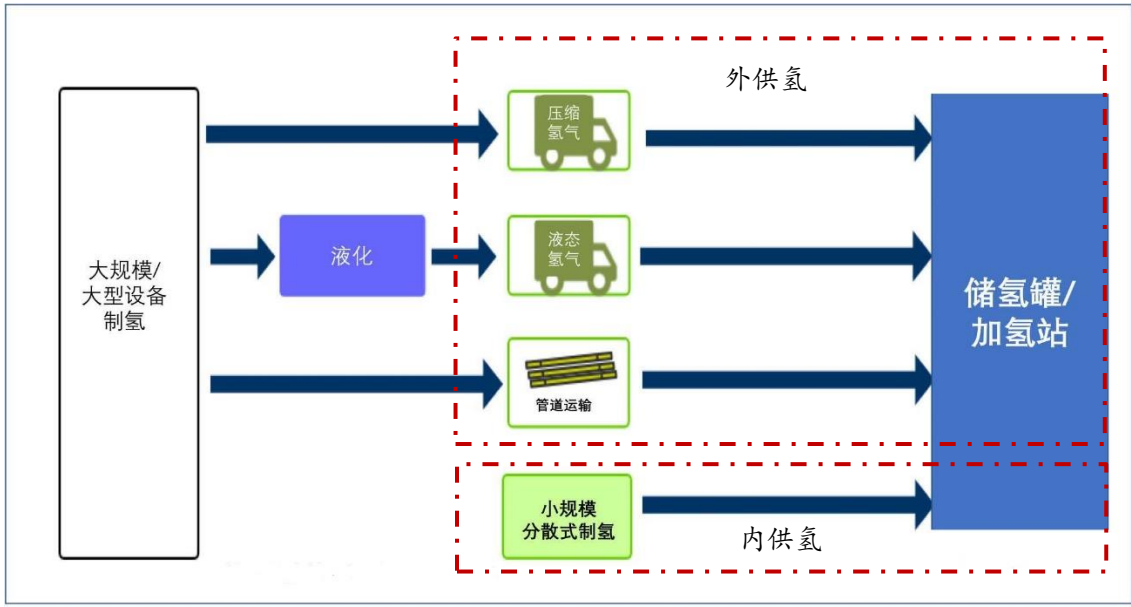 外供氢
压缩
氢气
液化
液态
氢气
大规模/
大型设备
制氢
储氢罐/
加氢站
管道运输
小规模
分散式制氢
内供氢